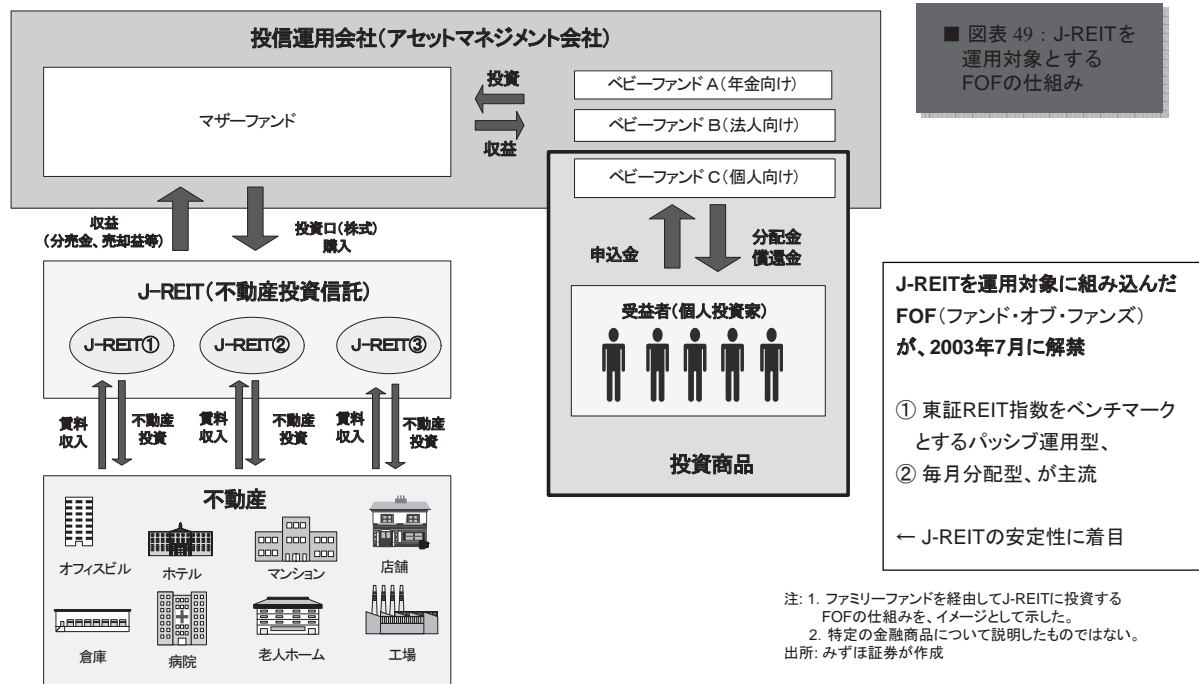 ■ 図表 49：J-REITを
運用対象とする
FOFの仕組み
投信運用会社（アセットマネジメント会社）
マザーファンド
投資
収益
ベビーファンド A（年金向け）
ベビーファンド B（法人向け）
ベビーファンド C（個人向け）
収益
（分売金、売却益等）
投資口（株式）
購入
申込金
分配金
償還金
J-REIT（不動産投資信託）
J-REIT①
J-REIT②
J-REIT③
受益者（個人投資家）
投資商品
賃料
収入
不動産
投資
賃料
収入
不動産
投資
賃料
収入
不動産
投資
不動産
オフィスビル
ホテル
マンション
店舗
倉庫
病院
老人ホーム
工場
J-REITを運用対象に組み込んだ
FOF（ファンド・オブ・ファンズ）
が、2003年7月に解禁
① 東証REIT指数をベンチマーク
とするパッシブ運用型、
② 毎月分配型、が主流
← J-REITの安定性に着目
注: 1. ファミリーファンドを経由してJ-REITに投資する
FOFの仕組みを、イメージとして示した。
2. 特定の金融商品について説明したものではない。
出所: みずほ証券が作成